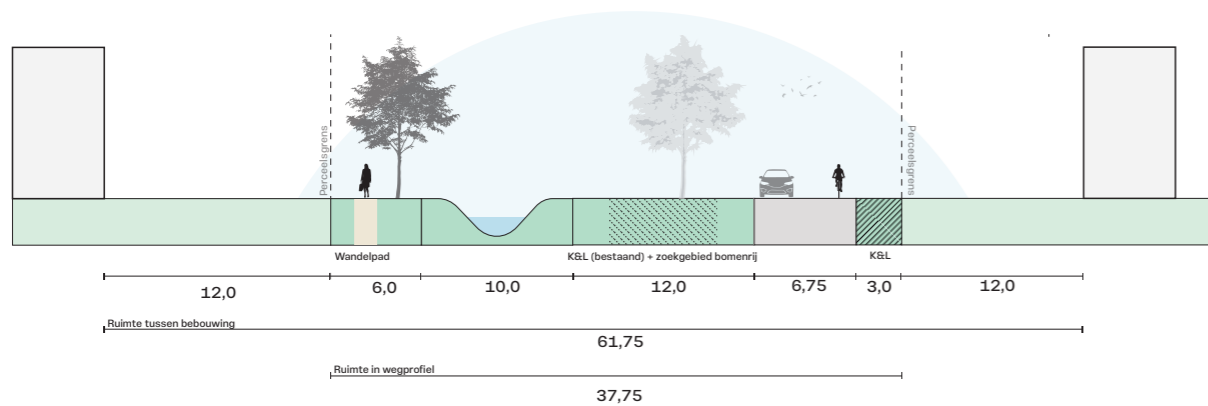 Perceelsgrens
Perceelsgrens
Wandelpad
K&L (bestaand) + zoekgebied bomenrij
K&L
12,0
6,0
10,0
12,0
6,75
3,0
12,0
Ruimte tussen bebouwing
61,75
Ruimte in wegprofiel
37,75